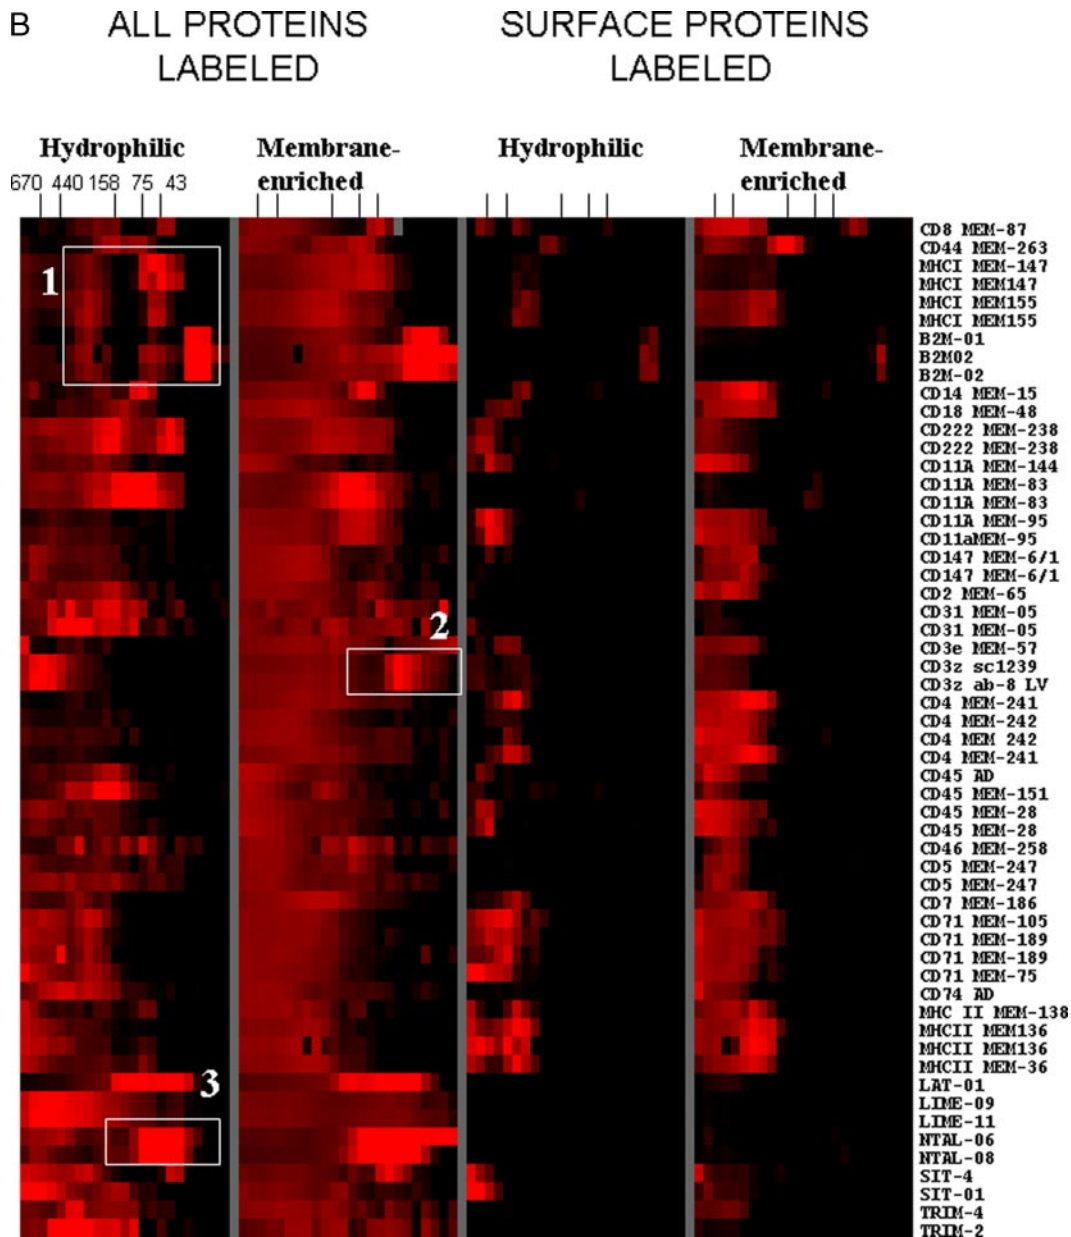 B
ALL PROTEINS
LABELED
SURFACE PROTEINS
LABELED
Hydrophilic
Membrane-
enriched
Hydrophilic
Membrane-
enriched
670 440 158 75 43
1
2
3
CD8 MEM-87
CD44 MEM-263
MHCI MEM-147
MHCI MEM147
MHCI MEM155
MHCI MEM155
B2M-01
B2M02
B2M-02
CD14 MEM-15
CD18 MEM-48
CD222 MEM-238
CD222 MEM-238
CD11A MEM-144
CD11A MEM-83
CD11A MEM-83
CD11A MEM-95
CD11aMEM-95
CD147 MEM-6/1
CD147 MEM-6/1
CD2 MEM-65
CD31 MEM-05
CD31 MEM-05
CD3e MEM-57
CD3z sc1239
CD3z ab-8 LV
CD4 MEM-241
CD4 MEM-242
CD4 MEM 242
CD4 MEM-241
CD45 AD
CD45 MEM-151
CD45 MEM-28
CD45 MEM-28
CD46 MEM-258
CD5 MEM-247
CD5 MEM-247
CD7 MEM-186
CD71 MEM-105
CD71 MEM-189
CD71 MEM-189
CD71 MEM-75
CD74 AD
MHC II MEM-138
MHCII MEM136
MHCII MEM136
MHCII MEM-36
LAT-01
LIME-09
LIME-11
NTAL-06
NTAL-08
SIT-4
SIT-01
TRIM-4
TRIM-2